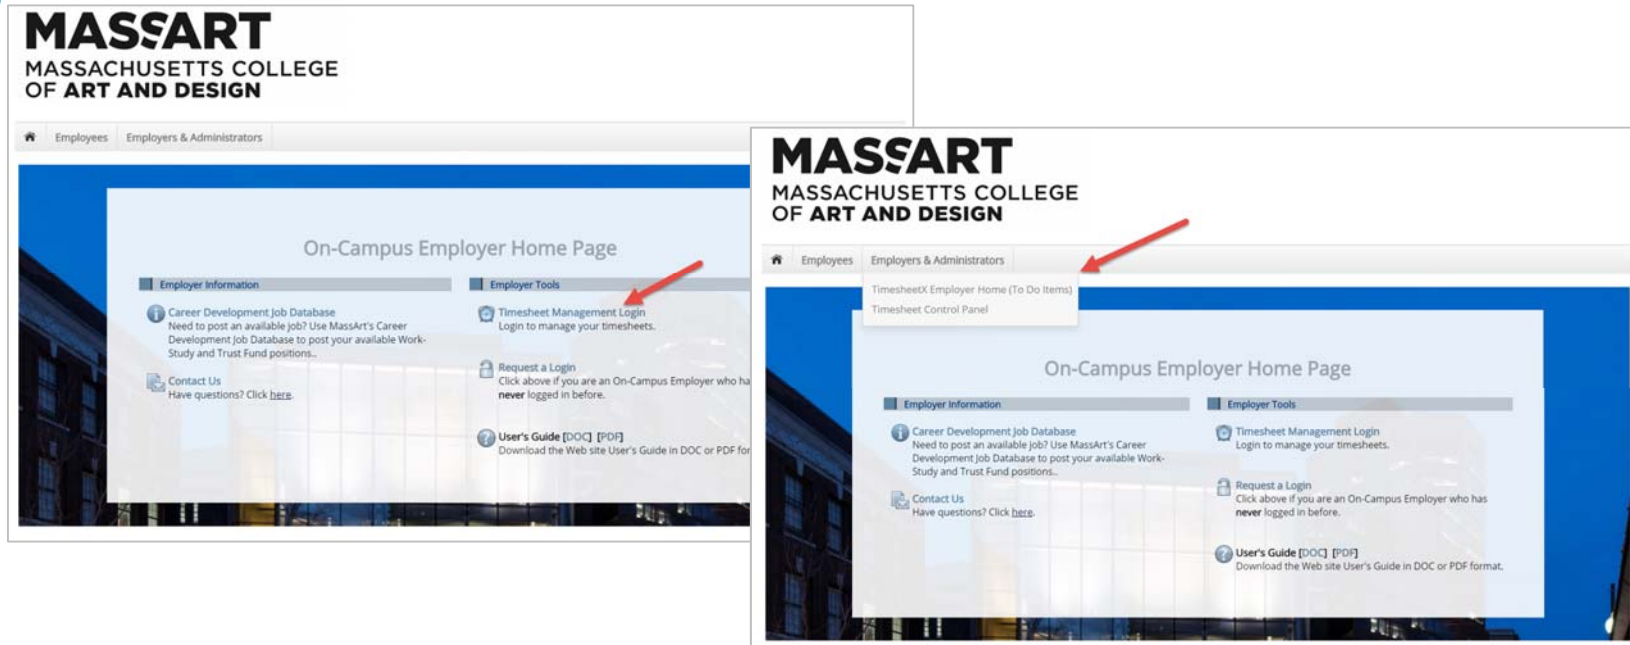 MASSART
MASSACHUSETTS COLLEGE
OF ART AND DESIGN
Employees Employers & Administrators
On-Campus Employer Home Page
Employer Information
Career Development Job Database
Need to post an available job? Use MassArt's Career
Development Job Database to post your available Work-
Study and Trust Fund positions..
Contact Us
Have questions? Click here.
Employer Tools
Timesheet Management Login
Login to manage your timesheets.
Request a Login
Click above if you are an On-Campus Employer who ha
never logged in before.
User's Guide [DOC] [PDF]
Download the Web site User's Guide in DOC or PDF for
MASSART
MASSACHUSETTS COLLEGE
OF ART AND DESIGN
Employees Employers & Administrators
TimesheetX Employer Home (To Do Items)
Timesheet Control Panel
On-Campus Employer Home Page
Employer Information
Career Development Job Database
Need to post an available job? Use MassArt's Career
Development Job Database to post your available Work-
Study and Trust Fund positions..
Contact Us
Have questions? Click here.
Employer Tools
Timesheet Management Login
Login to manage your timesheets.
Request a Login
Click above if you are an On-Campus Employer who has
never logged in before.
User's Guide [DOC] [PDF]
Download the Web site User's Guide in DOC or PDF format.